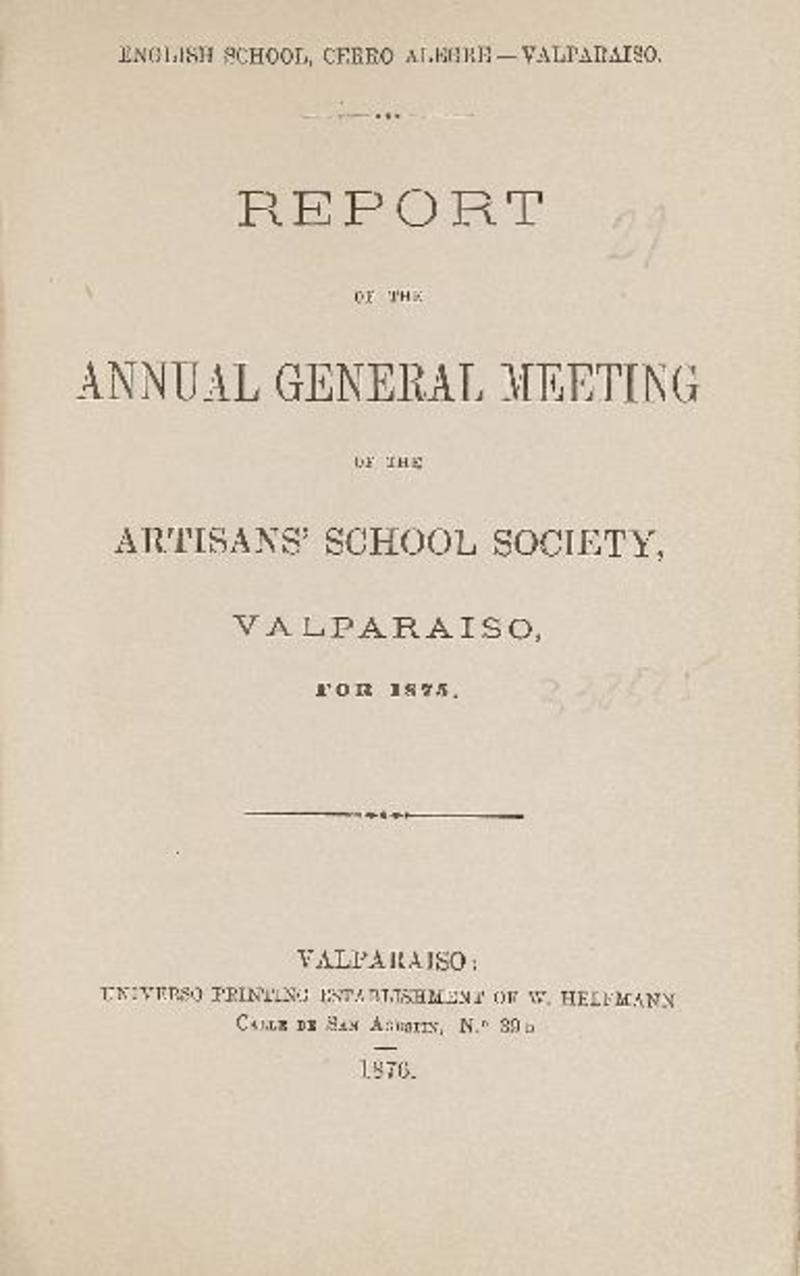 ENGLISH SCHOOL, CERRO ALEGRE—VALPARAISO.
REPORT
29
OF THE
ANNUAL GENERAL MEETING
OF THE
ARTISANS' SCHOOL SOCIETY,
VALPARAISO,
FOR 1875.
VALPARAISO:
UNIVERSO PRINTING ESTABLISHMENT OF W. HELFMANN
CALLE DE SAN AGUSTIN, N.º 39
1876.